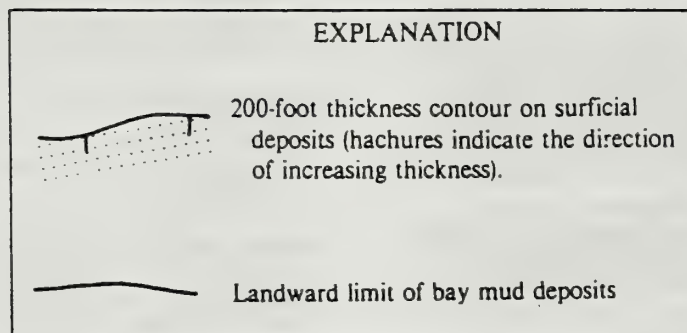 EXPLANATION
200-foot thickness contour on surficial
deposits (hachures indicate the direction
of increasing thickness).
Landward limit of bay mud deposits